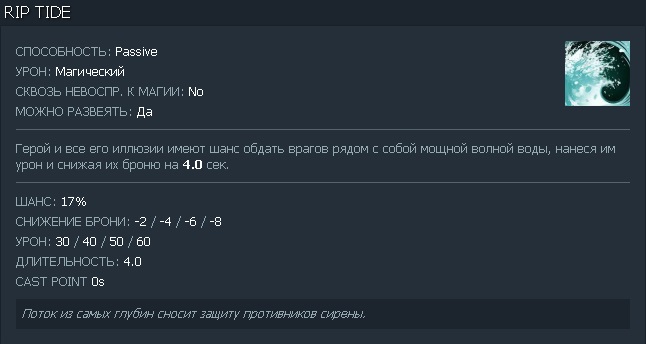 RIP TIDE
СПОСОБНОСТЬ: Passive
УРОН: Магический
СКВОЗЬ НЕВОСПР. К МАГИИ: No
МОЖНО РАЗВЕЯТЬ: Да
Герой и все его иллюзии имеют шанс обдать врагов рядом с собой мощной волной воды, нанеся им
урон и снижая их броню на 4.0 сек.
ШАНС: 17%
СНИЖЕНИЕ БРОНИ: -2 / -4 / -6 / -8
УРОН: 30 / 40 / 50 / 60
ДЛИТЕЛЬНОСТЬ: 4.0
CAST POINT 0s
Поток из самых глубин сносит защиту противников сирены.